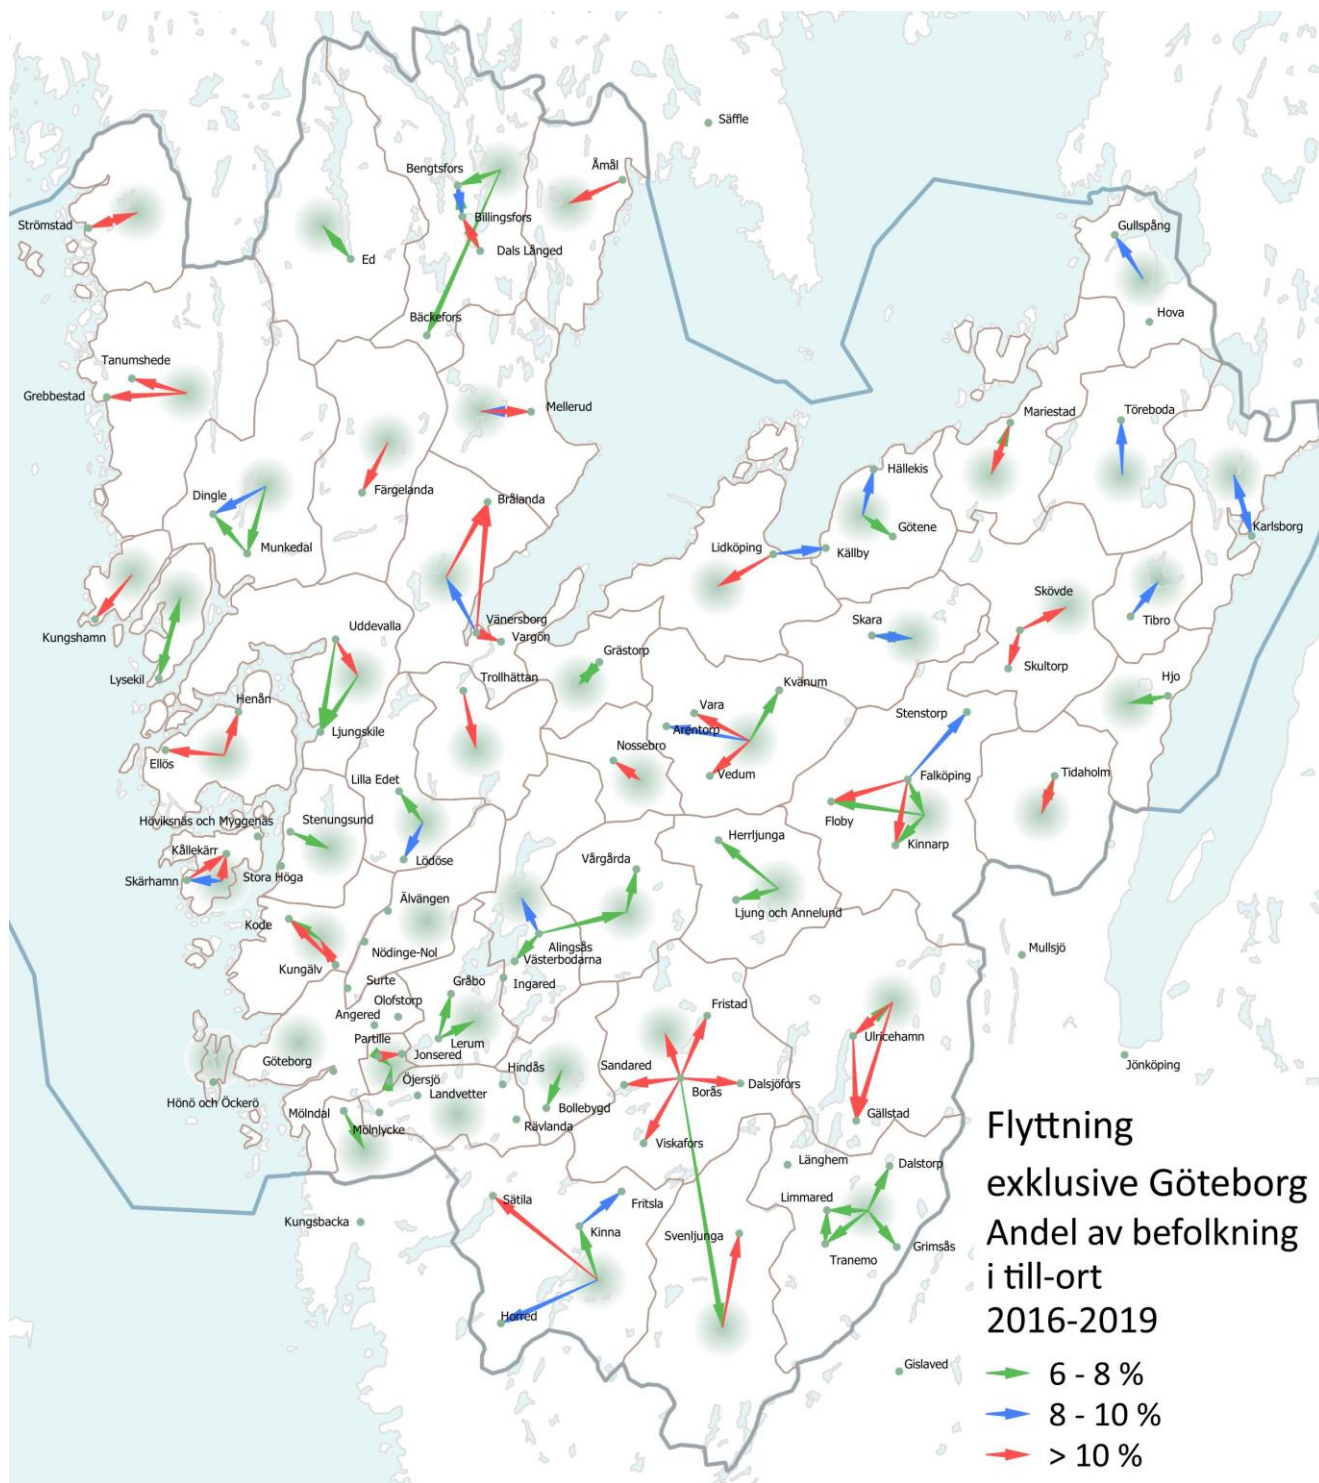 Säffle
Bengtsfors
Åmål
Billingsfors
Strömstad
Gullspång
Dals Långed
Ed
Hova
Bäckefors
Tanumshede
Grebbestad
Mellerud
Mariestad
Töreboda
Hällekis
Dingle
Färgelanda
Brålanda
Götene
Karlsborg
Munkedal
Lidköping
Källby
Skövde
Kungshamn
Vänersborg
Skara
Tibro
Uddevalla
Vargön
Grästorp
Skultorp
Lysekil
Trollhättan
Kvänum
Hjo
Henån
Vara
Stenstorp
Ljungskile
Arentorp
Ellös
Nossebro
Vedum
Falköping
Tidaholm
Lilla Edet
Höviksnäs och Myggenäs
Stenungsund
Floby
Herrljunga
Kinnarp
Kållekärr
Lödöse
Vårgårda
Skärhamn
Stora Höga
Älvängen
Ljung och Annelund
Kode
Alingsås
Nödinge-Nol
Västerbodarna
Mullsjö
Kungälv
Surte
Gråbo
Ingared
Olofstorp
Fristad
Angered
Ulricehamn
Partille
Lerum
Göteborg
Jonsered
Sandared
Jönköping
Öjersjö
Hindås
Dalsjöfors
Hönö och Öckerö
Landvetter
Borås
Mölndal
Bollebygd
Gällstad
Mölnlycke
Rävlanda
Viskafors
Flyttning
exklusive Göteborg
Andel av befolkning
i till-ort
2016-2019
Länghem
Dalstorp
Sätila
Fritsla
Limmared
Kungsbacka
Kinna
Svenljunga
Grimsås
Tranemo
Horred
Gislaved
6 - 8 %
8 - 10 %
> 10 %